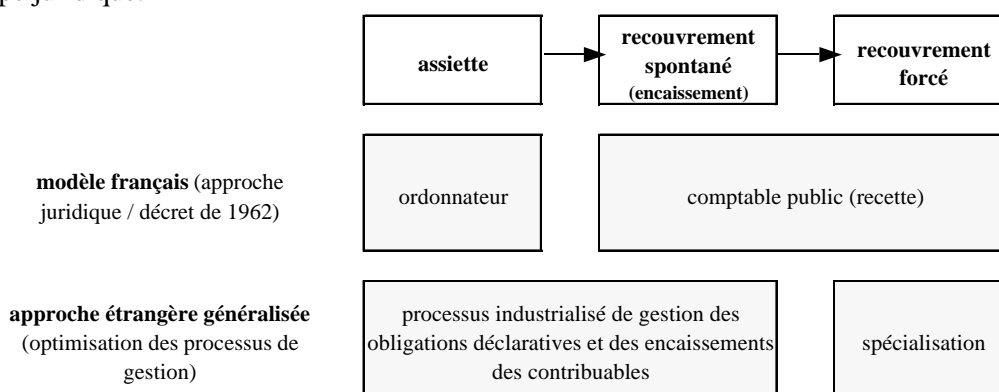 assiette
recouvrement
spontané
(encaissement)
recouvrement
forcé
modèle français (approche
juridique / décret de 1962)
ordonnateur
comptable public (recette)
approche étrangère généralisée
(optimisation des processus de
gestion)
processus industrialisé de gestion des
obligations déclaratives et des encaissements
des contribuables
spécialisation